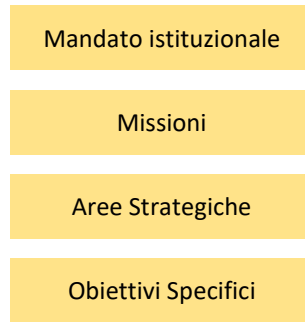 Mandato istituzionale
Missioni
Aree Strategiche
Obiettivi Specifici